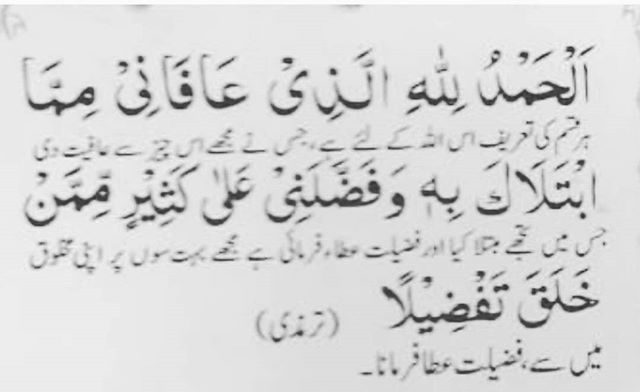 اَلْحَمْدُ لِلّٰهِ الَّذِیْ عَافَانِیْ مِمَّا
ہر قسم کی تعریف اس اللہ کے لئے ہے، جس نے مجھے اس چیز سے عافیت دی
ابْتَلَاكَ بِهٖ وَفَضَّلَنِیْ عَلٰی كَثِیْرٍ مِّمَّنْ
جس میں تجھے مبتلا کیا اور فضیلت عطاء فرمائی ہے مجھے بہت سوں پر اپنی مخلوق
خَلَقَ تَفْضِیْلًا (ترمذی)
میں سے، فضیلت عطا فرمانا۔